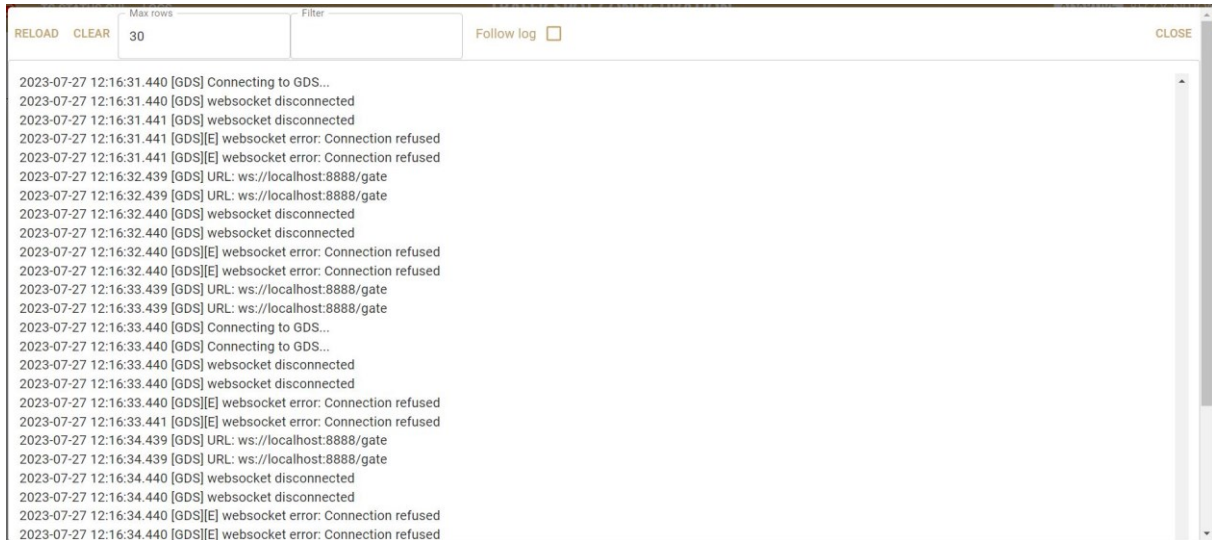 Max rows Filter
RELOAD CLEAR 30 Follow log CLOSE
2023-07-27 12:16:31.440 [GDS] Connecting to GDS...
2023-07-27 12:16:31.440 [GDS] websocket disconnected
2023-07-27 12:16:31.441 [GDS] websocket disconnected
2023-07-27 12:16:31.441 [GDS][E] websocket error: Connection refused
2023-07-27 12:16:31.441 [GDS][E] websocket error: Connection refused
2023-07-27 12:16:32.439 [GDS] URL: ws://localhost:8888/gate
2023-07-27 12:16:32.439 [GDS] URL: ws://localhost:8888/gate
2023-07-27 12:16:32.440 [GDS] websocket disconnected
2023-07-27 12:16:32.440 [GDS] websocket disconnected
2023-07-27 12:16:32.440 [GDS][E] websocket error: Connection refused
2023-07-27 12:16:32.440 [GDS][E] websocket error: Connection refused
2023-07-27 12:16:33.439 [GDS] URL: ws://localhost:8888/gate
2023-07-27 12:16:33.439 [GDS] URL: ws://localhost:8888/gate
2023-07-27 12:16:33.440 [GDS] Connecting to GDS...
2023-07-27 12:16:33.440 [GDS] Connecting to GDS...
2023-07-27 12:16:33.440 [GDS] websocket disconnected
2023-07-27 12:16:33.440 [GDS] websocket disconnected
2023-07-27 12:16:33.440 [GDS][E] websocket error: Connection refused
2023-07-27 12:16:33.441 [GDS][E] websocket error: Connection refused
2023-07-27 12:16:34.439 [GDS] URL: ws://localhost:8888/gate
2023-07-27 12:16:34.439 [GDS] URL: ws://localhost:8888/gate
2023-07-27 12:16:34.440 [GDS] websocket disconnected
2023-07-27 12:16:34.440 [GDS] websocket disconnected
2023-07-27 12:16:34.440 [GDS][E] websocket error: Connection refused
2023-07-27 12:16:34.440 [GDS][E] websocket error: Connection refused